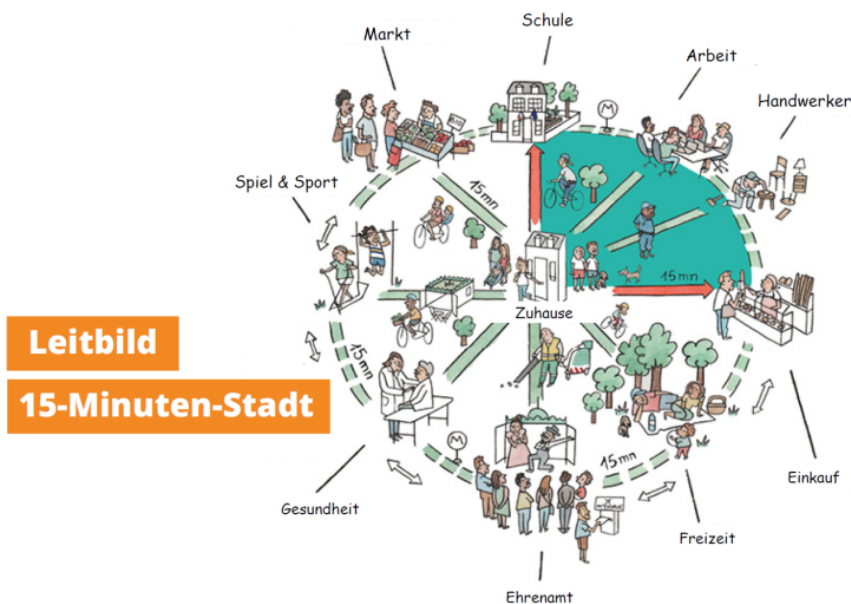 Schule
Markt
Arbeit
Handwerker
BIO
M
Spiel & Sport
15mn
15mn
Zuhause
Leitbild
15-Minuten-Stadt
15mn
M
15mn
Einkauf
Gesundheit
Freizeit
Ehrenamt